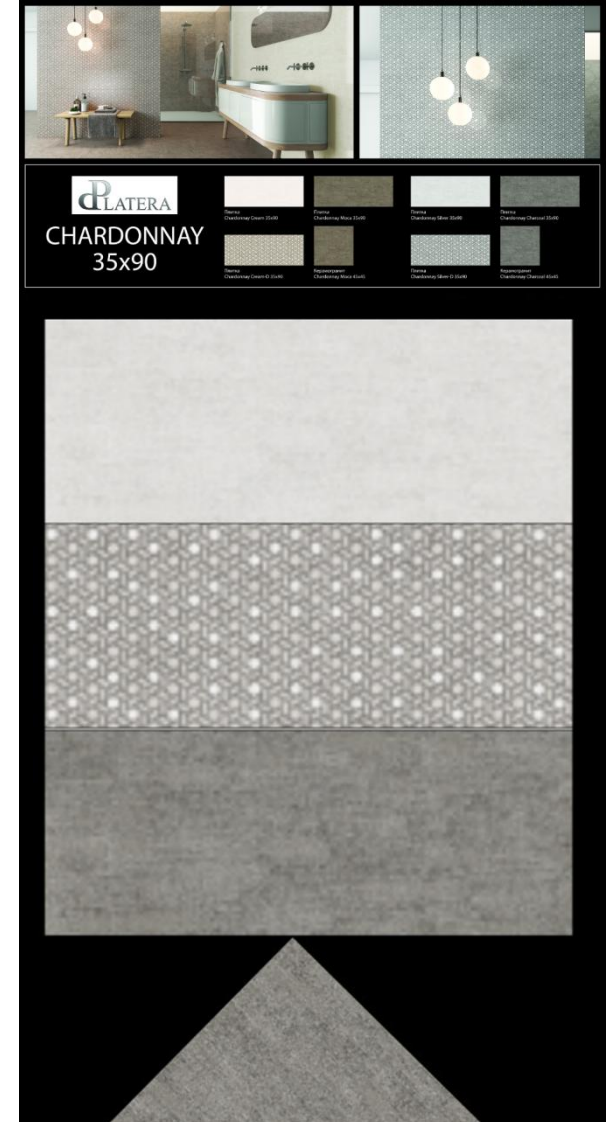 PLATERA
CHARDONNAY
35x90
Плитка
Chardonnay Cream 35x90
Плитка
Chardonnay Moca 35x90
Плитка
Chardonnay Silver 35x90
Плитка
Chardonnay Charcoal 35x90
Плитка
Chardonnay Cream-D 35x90
Керамогранит
Chardonnay Moca 45x45
Плитка
Chardonnay Silver-D 35x90
Керамогранит
Chardonnay Charcoal 45x45